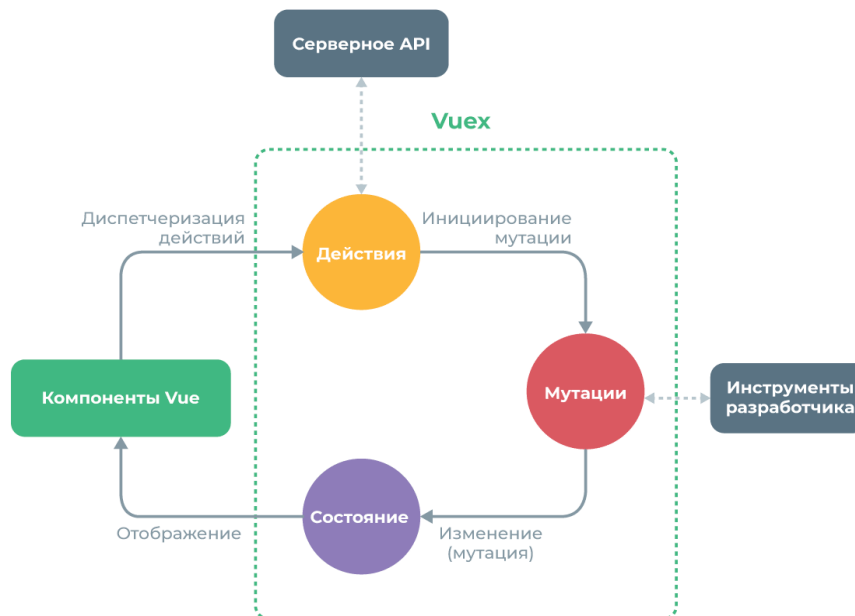 Серверное API
Vuex
Диспетчеризация
действий
Инициирование
мутации
Действия
Компоненты Vue
Мутации
Инструменты
разработчика
Состояние
Отображение
Изменение
(мутация)